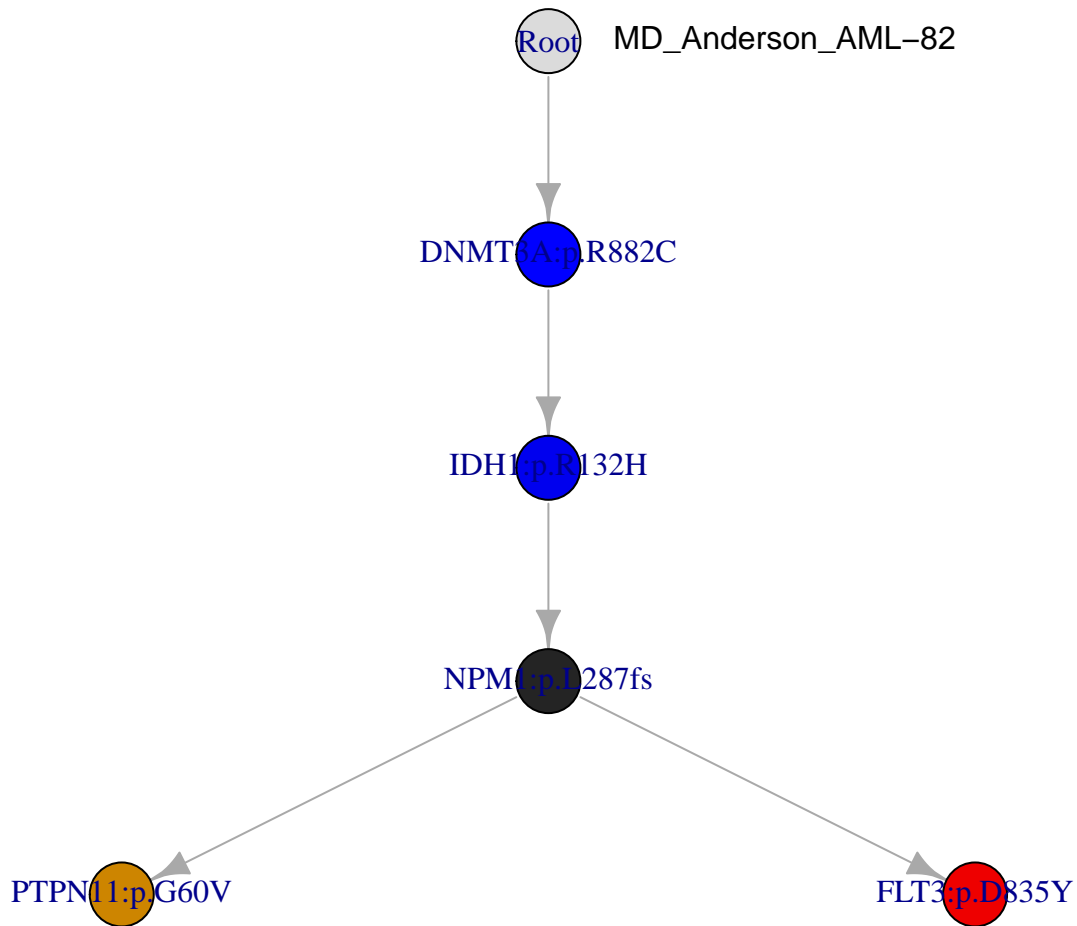 Root
MD_Anderson_AML−82
DNMT3A:p.R882C
IDH1:p.R132H
NPM1:p.L287fs
PTPN11:p.G60V
FLT3:p.D835Y